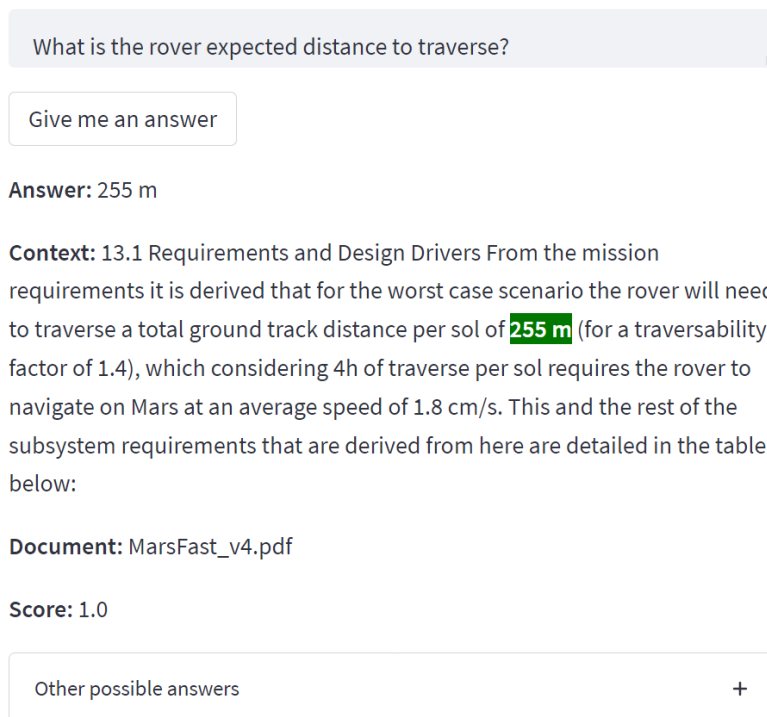 What is the rover expected distance to traverse?
Give me an answer
Answer: 255 m
Context: 13.1 Requirements and Design Drivers From the mission
requirements it is derived that for the worst case scenario the rover will need
to traverse a total ground track distance per sol of 255 m (for a traversability
factor of 1.4), which considering 4h of traverse per sol requires the rover to
navigate on Mars at an average speed of 1.8 cm/s. This and the rest of the
subsystem requirements that are derived from here are detailed in the table
below:
Document: MarsFast_v4.pdf
Score: 1.0
Other possible answers +